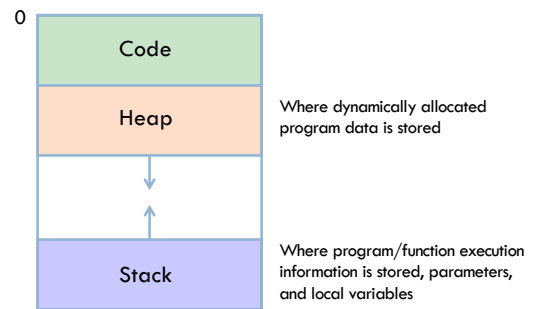 0
Code
Heap
Where dynamically allocated
program data is stored
Stack
Where program/function execution
information is stored, parameters,
and local variables